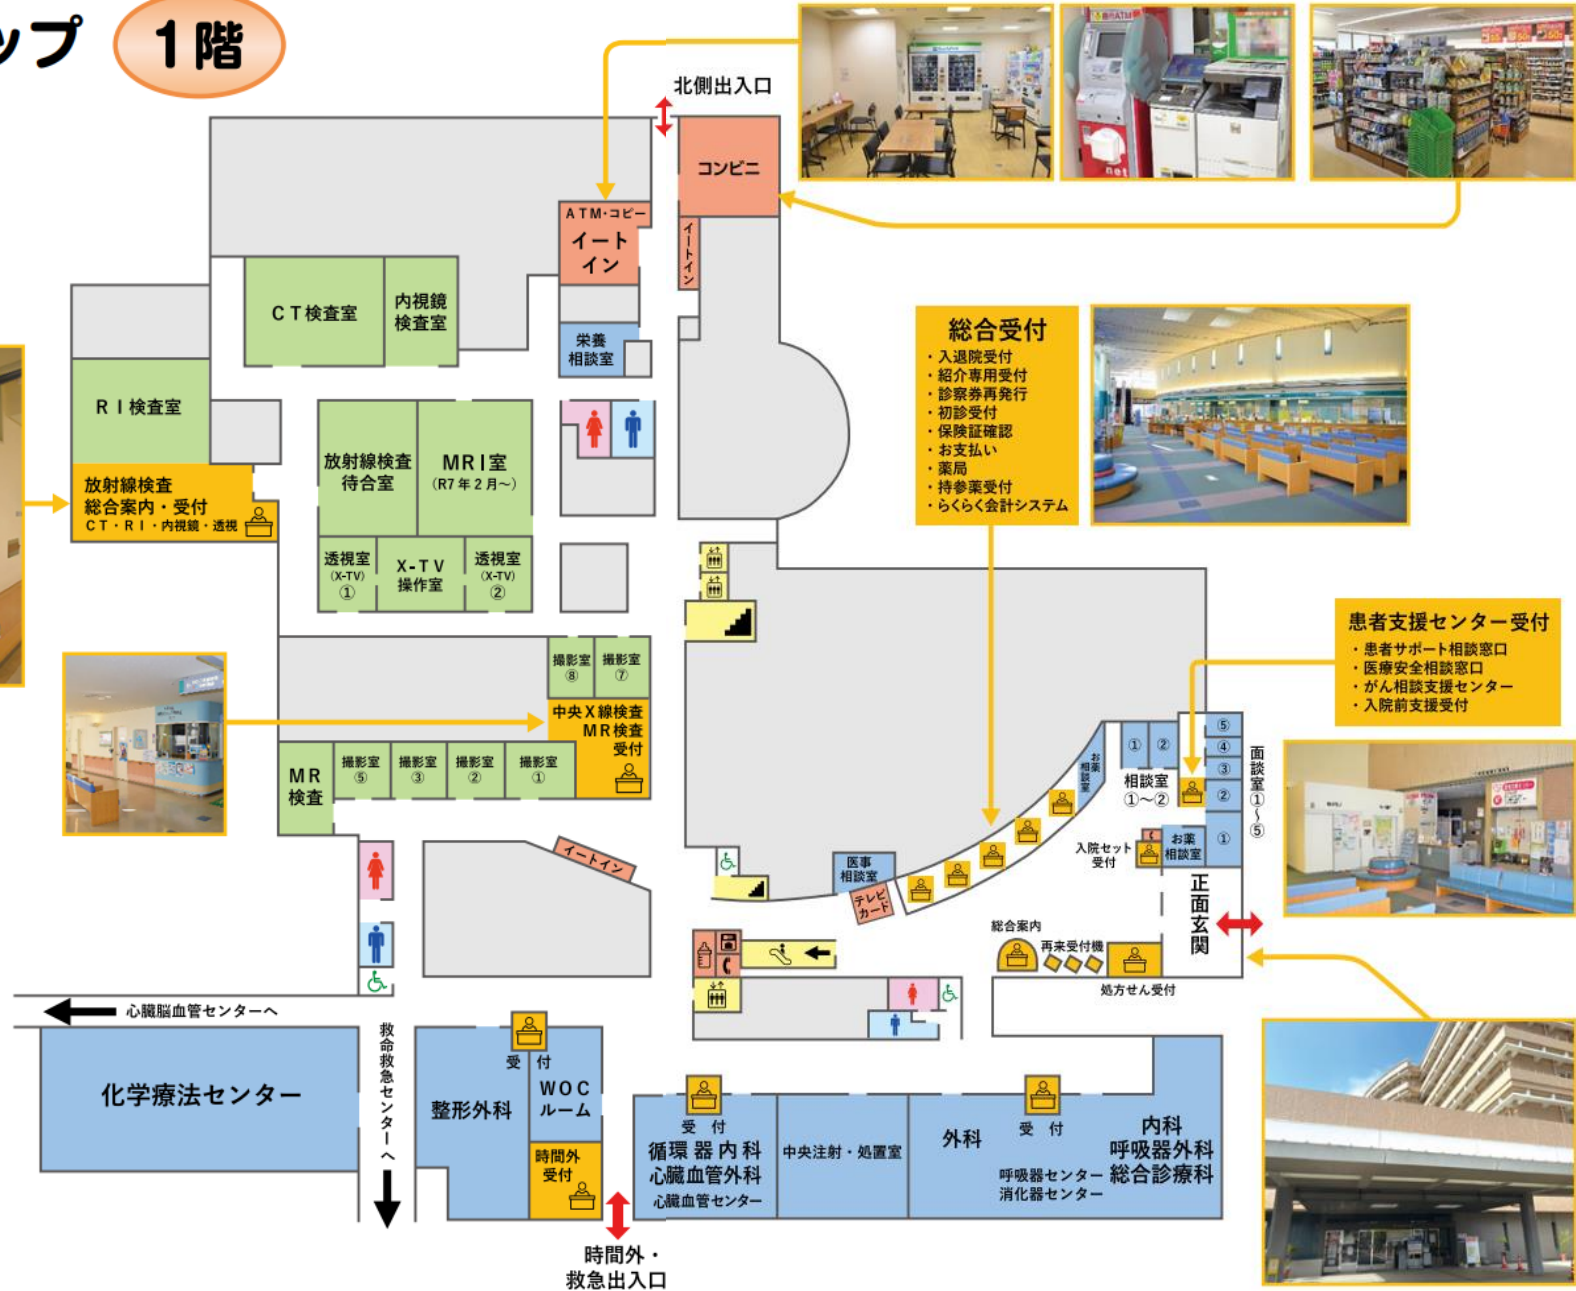 ップ 1階
北側出入口
コンビニ
ATM・コピー
イート
イン
イートイン
CT検査室
内視鏡
検査室
栄養
相談室
RI検査室
放射線検査
総合案内・受付
CT・RI・内視鏡・透視
放射線検査
待合室
MRI室
(R7年2月～)
透視室
(X-TV)
①
X-TV
操作室
透視室
(X-TV)
②
総合受付
・入退院受付
・紹介専用受付
・診察券再発行
・初診受付
・保険証確認
・お支払い
・薬局
・持参薬受付
・らくらく会計システム
患者支援センター受付
・患者サポート相談窓口
・医療安全相談窓口
・がん相談支援センター
・入院前支援受付
撮影室
⑧
撮影室
⑦
中央X線検査
MR検査
受付
MR
検査
撮影室
⑤
撮影室
③
撮影室
②
撮影室
①
イートイン
医事
相談室
テレビ
カード
お薬
相談室
①
②
相談室
①～②
⑤
④
③
②
①
面談室①～⑤
入院セット
受付
お薬
相談室
正面玄関
総合案内
再来受付機
処方せん受付
心臓脳血管センターへ
救命救急センターへ
化学療法センター
整形外科
受付
WOC
ルーム
時間外
受付
時間外・
救急出入口
受付
循環器内科
心臓血管外科
心臓血管センター
中央注射・処置室
外科
受付
呼吸器センター
消化器センター
内科
呼吸器外科
総合診療科